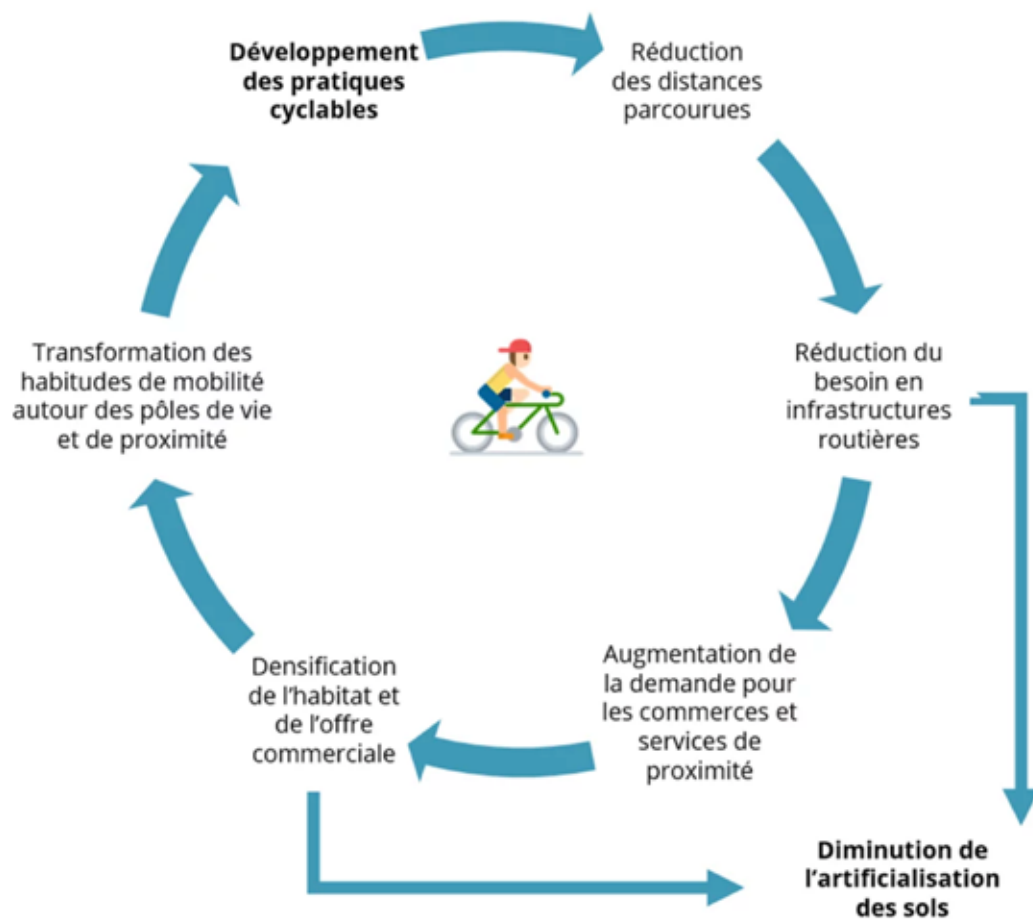 Développement
des pratiques
cyclables
Réduction
des distances
parcourues
Réduction du
besoin en
infrastructures
routières
Augmentation de
la demande pour
les commerces et
services de
proximité
Densification
de l'habitat et
de l'offre
commerciale
Transformation des
habitudes de mobilité
autour des pôles de vie
et de proximité
Diminution de
l'artificialisation
des sols